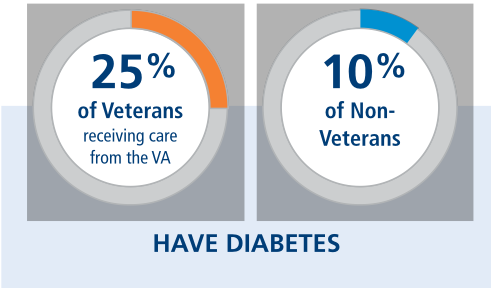 25%
of Veterans
receiving care
from the VA
10%
of Non-
Veterans
HAVE DIABETES